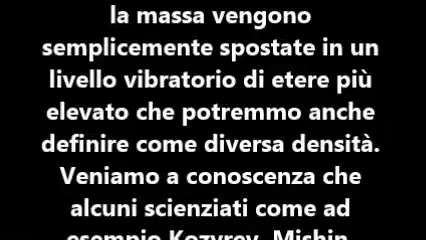 la massa vengono
semplicemente spostate in un
livello vibratorio di etere più
elevato che potremmo anche
definire come diversa densità.
Veniamo a conoscenza che
alcuni scienziati come ad
esempio Kozyrev, Mishin